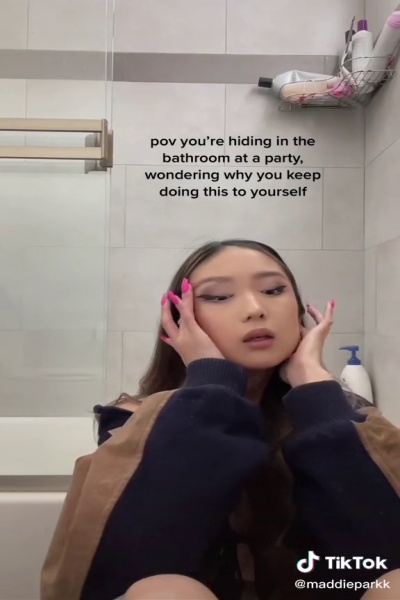 pov you're hiding in the
bathroom at a party,
wondering why you keep
doing this to yourself
TikTok
@maddieparkk